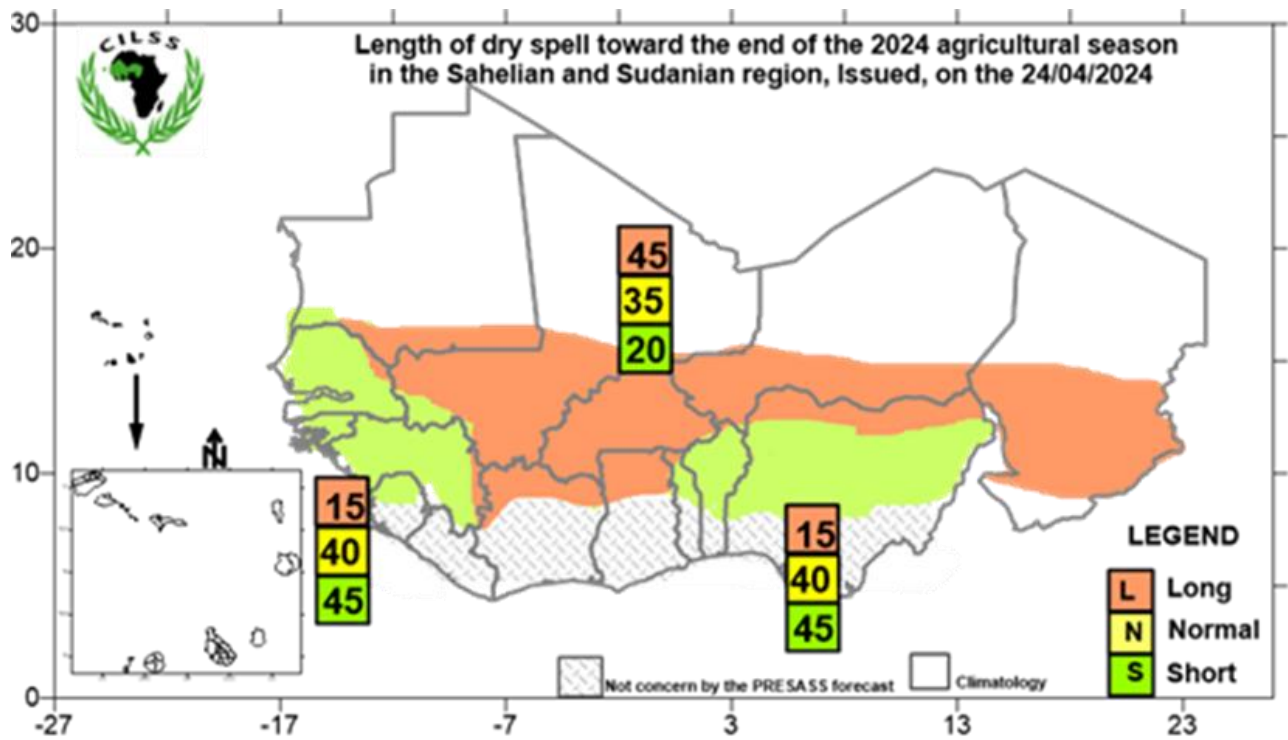 30
CILSS
Length of dry spell toward the end of the 2024 agricultural season
in the Sahelian and Sudanian region, Issued, on the 24/04/2024
20
45
35
20
10
N
15
40
45
15
40
45
LEGEND
L Long
N Normal
S Short
Not concern by the PRESASS forecast
Climatology
0
-27 -17 -7 3 13 23